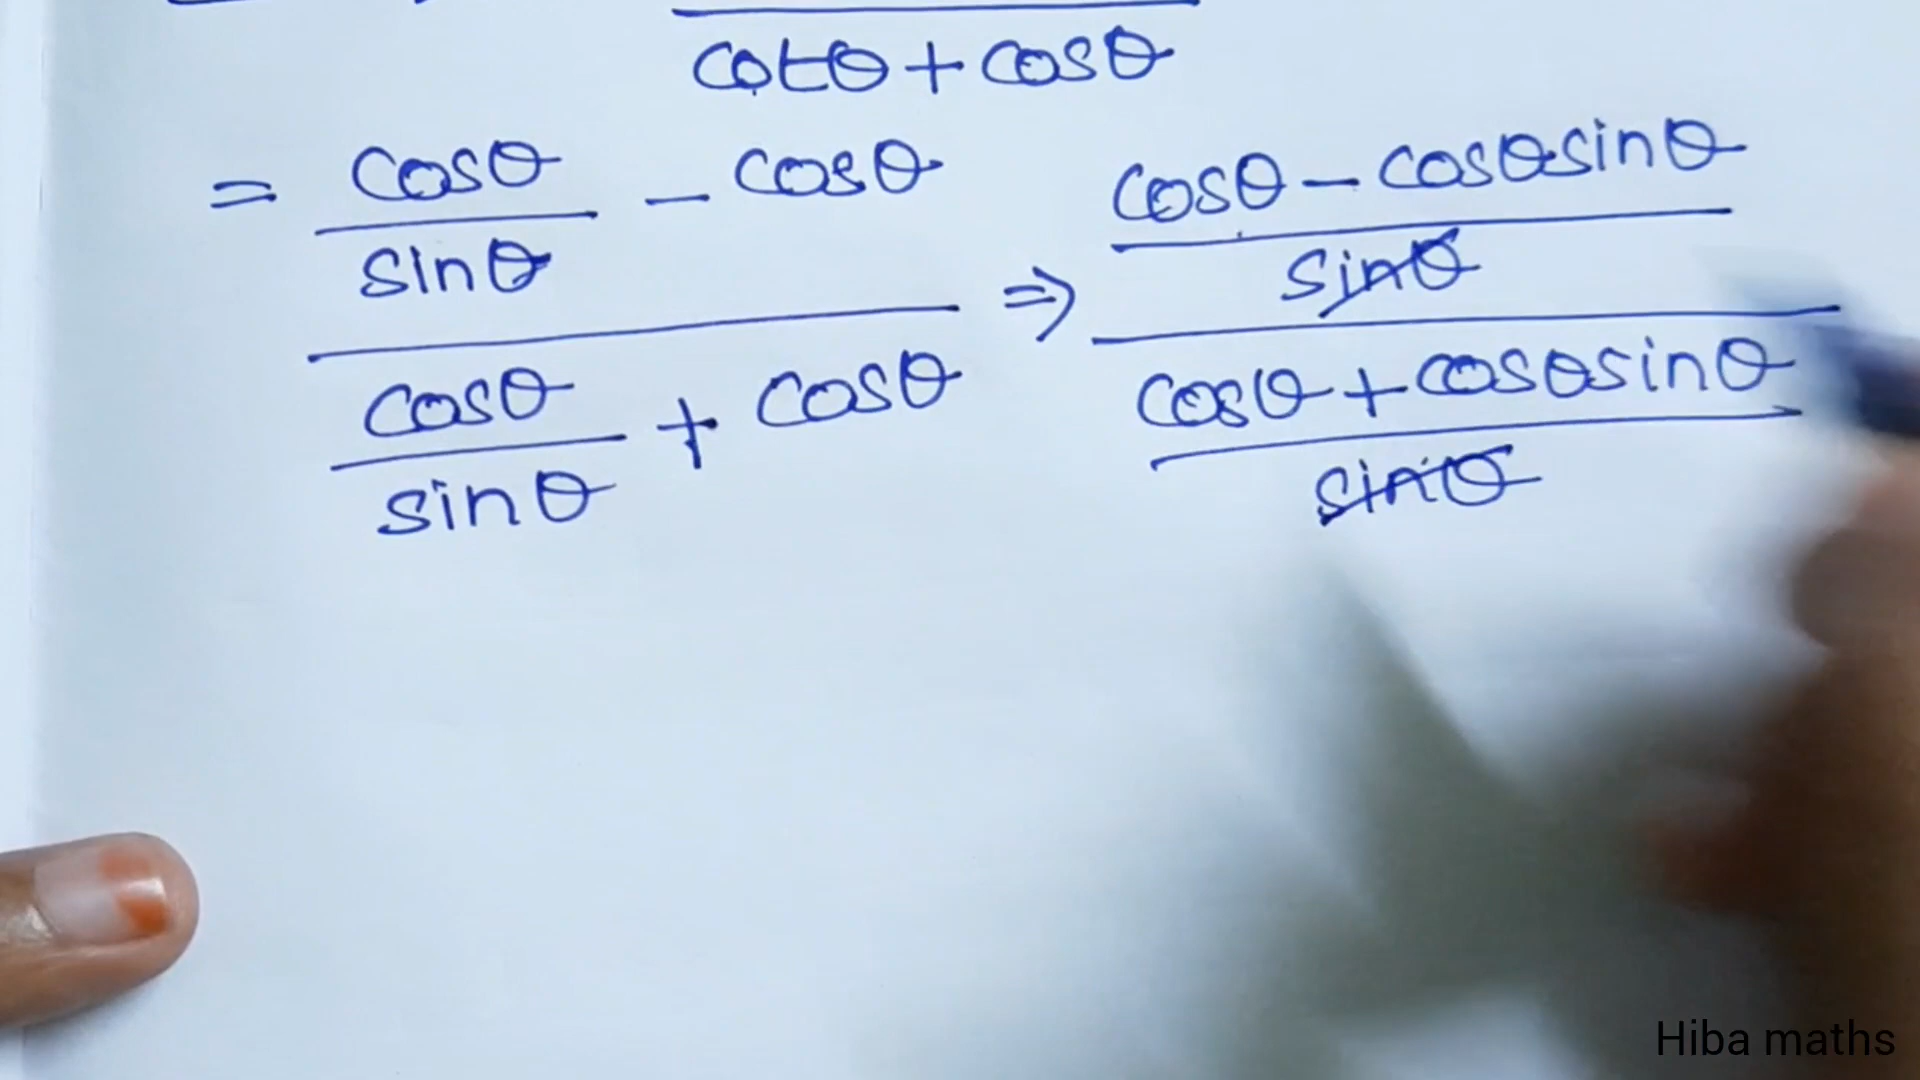 cotθ + cosθ
= cosθ/sinθ - cosθ ⇒ cosθ - cosθsinθ/sinθ
cosθ/sinθ + cosθ cosθ + cosθsinθ/sinθ
Hiba maths